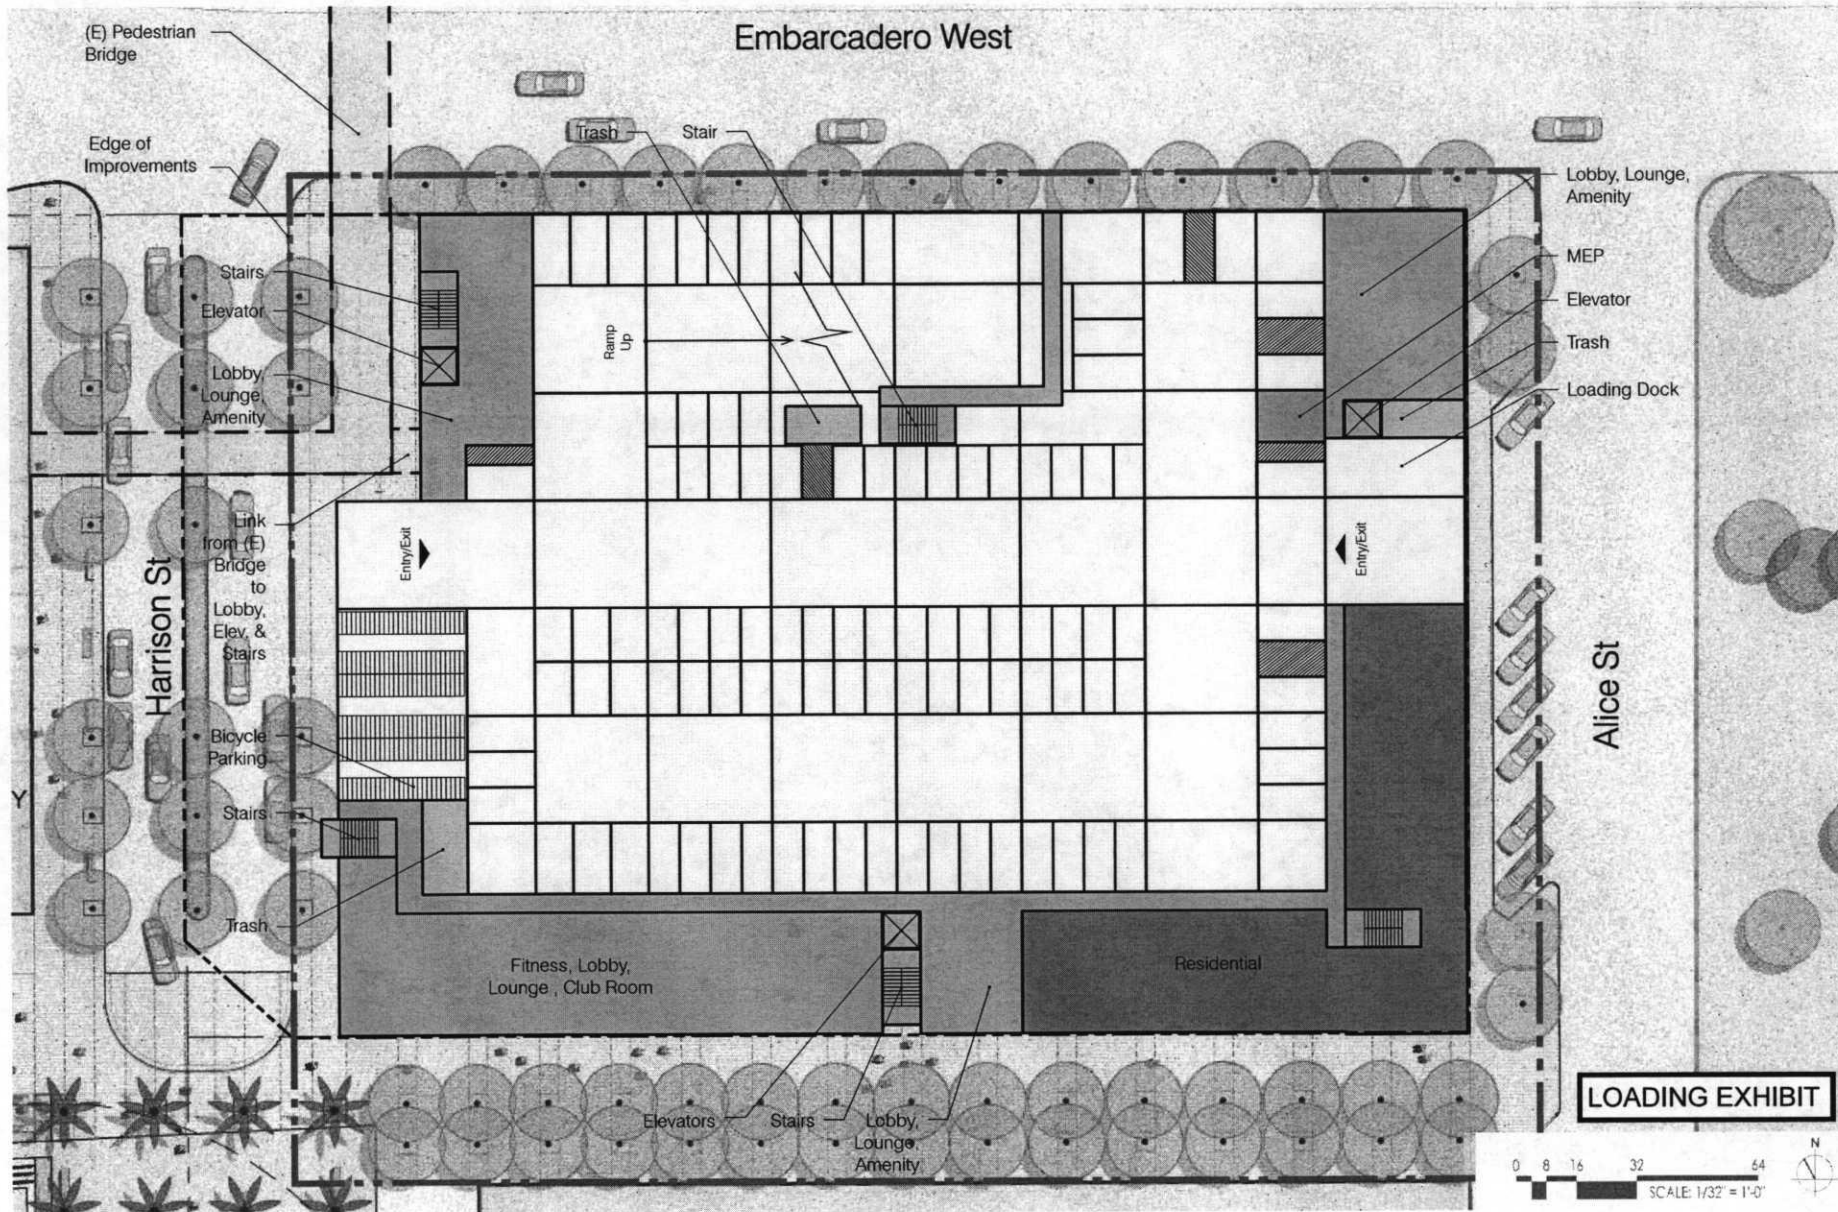 Embarcadero West
(E) Pedestrian
Bridge
Edge of
Improvements
Trash
Stair
Lobby, Lounge,
Amenity
MEP
Elevator
Trash
Loading Dock
Stairs
Elevator
Lobby,
Lounge,
Amenity
Ramp
Up
Link
from (E)
Bridge
to
Lobby,
Elev, &
Stairs
Entry/Exit
Entry/Exit
Harrison St
Alice St
Bicycle
Parking
Stairs
Trash
Y
Fitness, Lobby,
Lounge , Club Room
Residential
Elevators
Stairs
Lobby,
Lounge,
Amenity
LOADING EXHIBIT
0 8 16 32 64
SCALE: 1/32" = 1'-0"
N